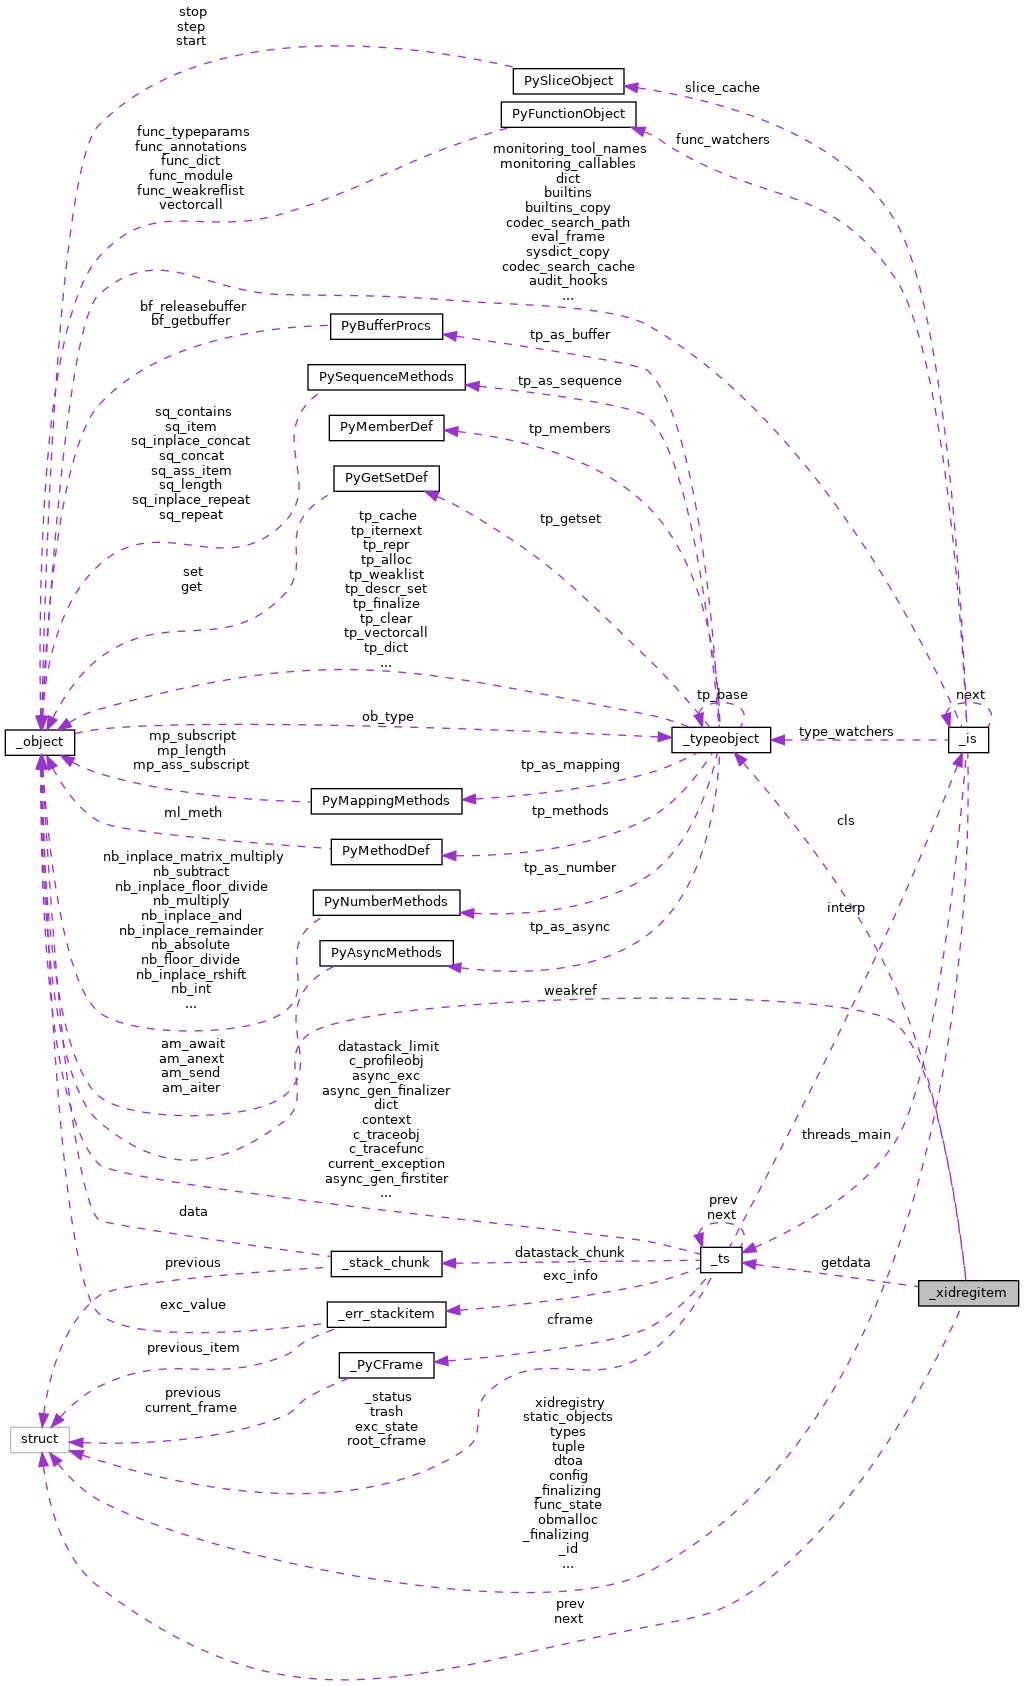 stop
step
start
PySliceObject
slice_cache
PyFunctionObject
func_typeparams
func_annotations
func_dict
func_module
func_weakreflist
vectorcall
func_watchers
monitoring_tool_names
monitoring_callables
dict
builtins
builtins_copy
codec_search_path
eval_frame
sysdict_copy
codec_search_cache
audit_hooks
...
bf_releasebuffer
bf_getbuffer
PyBufferProcs
tp_as_buffer
PySequenceMethods
tp_as_sequence
sq_contains
sq_item
sq_inplace_concat
sq_concat
sq_ass_item
sq_length
sq_inplace_repeat
sq_repeat
PyMemberDef
tp_members
PyGetSetDef
tp_getset
set
get
tp_cache
tp_iternext
tp_repr
tp_alloc
tp_weaklist
tp_descr_set
tp_finalize
tp_clear
tp_vectorcall
tp_dict
...
tp_base
next
ob_type
_object
_typeobject
type_watchers
_is
mp_subscript
mp_length
mp_ass_subscript
tp_as_mapping
PyMappingMethods
ml_meth
tp_methods
PyMethodDef
cls
nb_inplace_matrix_multiply
nb_subtract
nb_inplace_floor_divide
nb_multiply
nb_inplace_and
nb_inplace_remainder
nb_absolute
nb_floor_divide
nb_inplace_rshift
nb_int
...
tp_as_number
PyNumberMethods
interp
tp_as_async
PyAsyncMethods
weakref
am_await
am_anext
am_send
am_aiter
datastack_limit
c_profileobj
async_exc
async_gen_finalizer
dict
context
c_traceobj
c_tracefunc
current_exception
async_gen_firstiter
...
threads_main
prev
next
data
_ts
getdata
datastack_chunk
_stack_chunk
previous
exc_info
_xidregitem
exc_value
_err_stackitem
cframe
previous_item
_PyCFrame
previous
current_frame
_status
trash
exc_state
root_cframe
struct
xidregistry
static_objects
types
tuple
dtoa
config
_finalizing
func_state
obmalloc
_finalizing
_id
...
prev
next